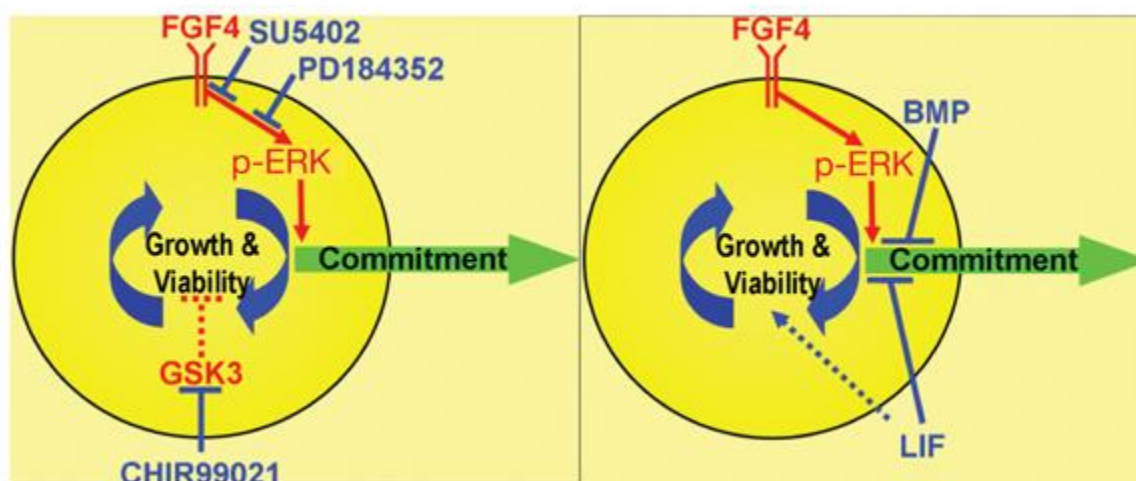 FGF4
SU5402
PD184352
p-ERK
Growth &
Viability
Commitment
GSK3
CHIR99021
FGF4
BMP
p-ERK
Growth &
Viability
Commitment
LIF